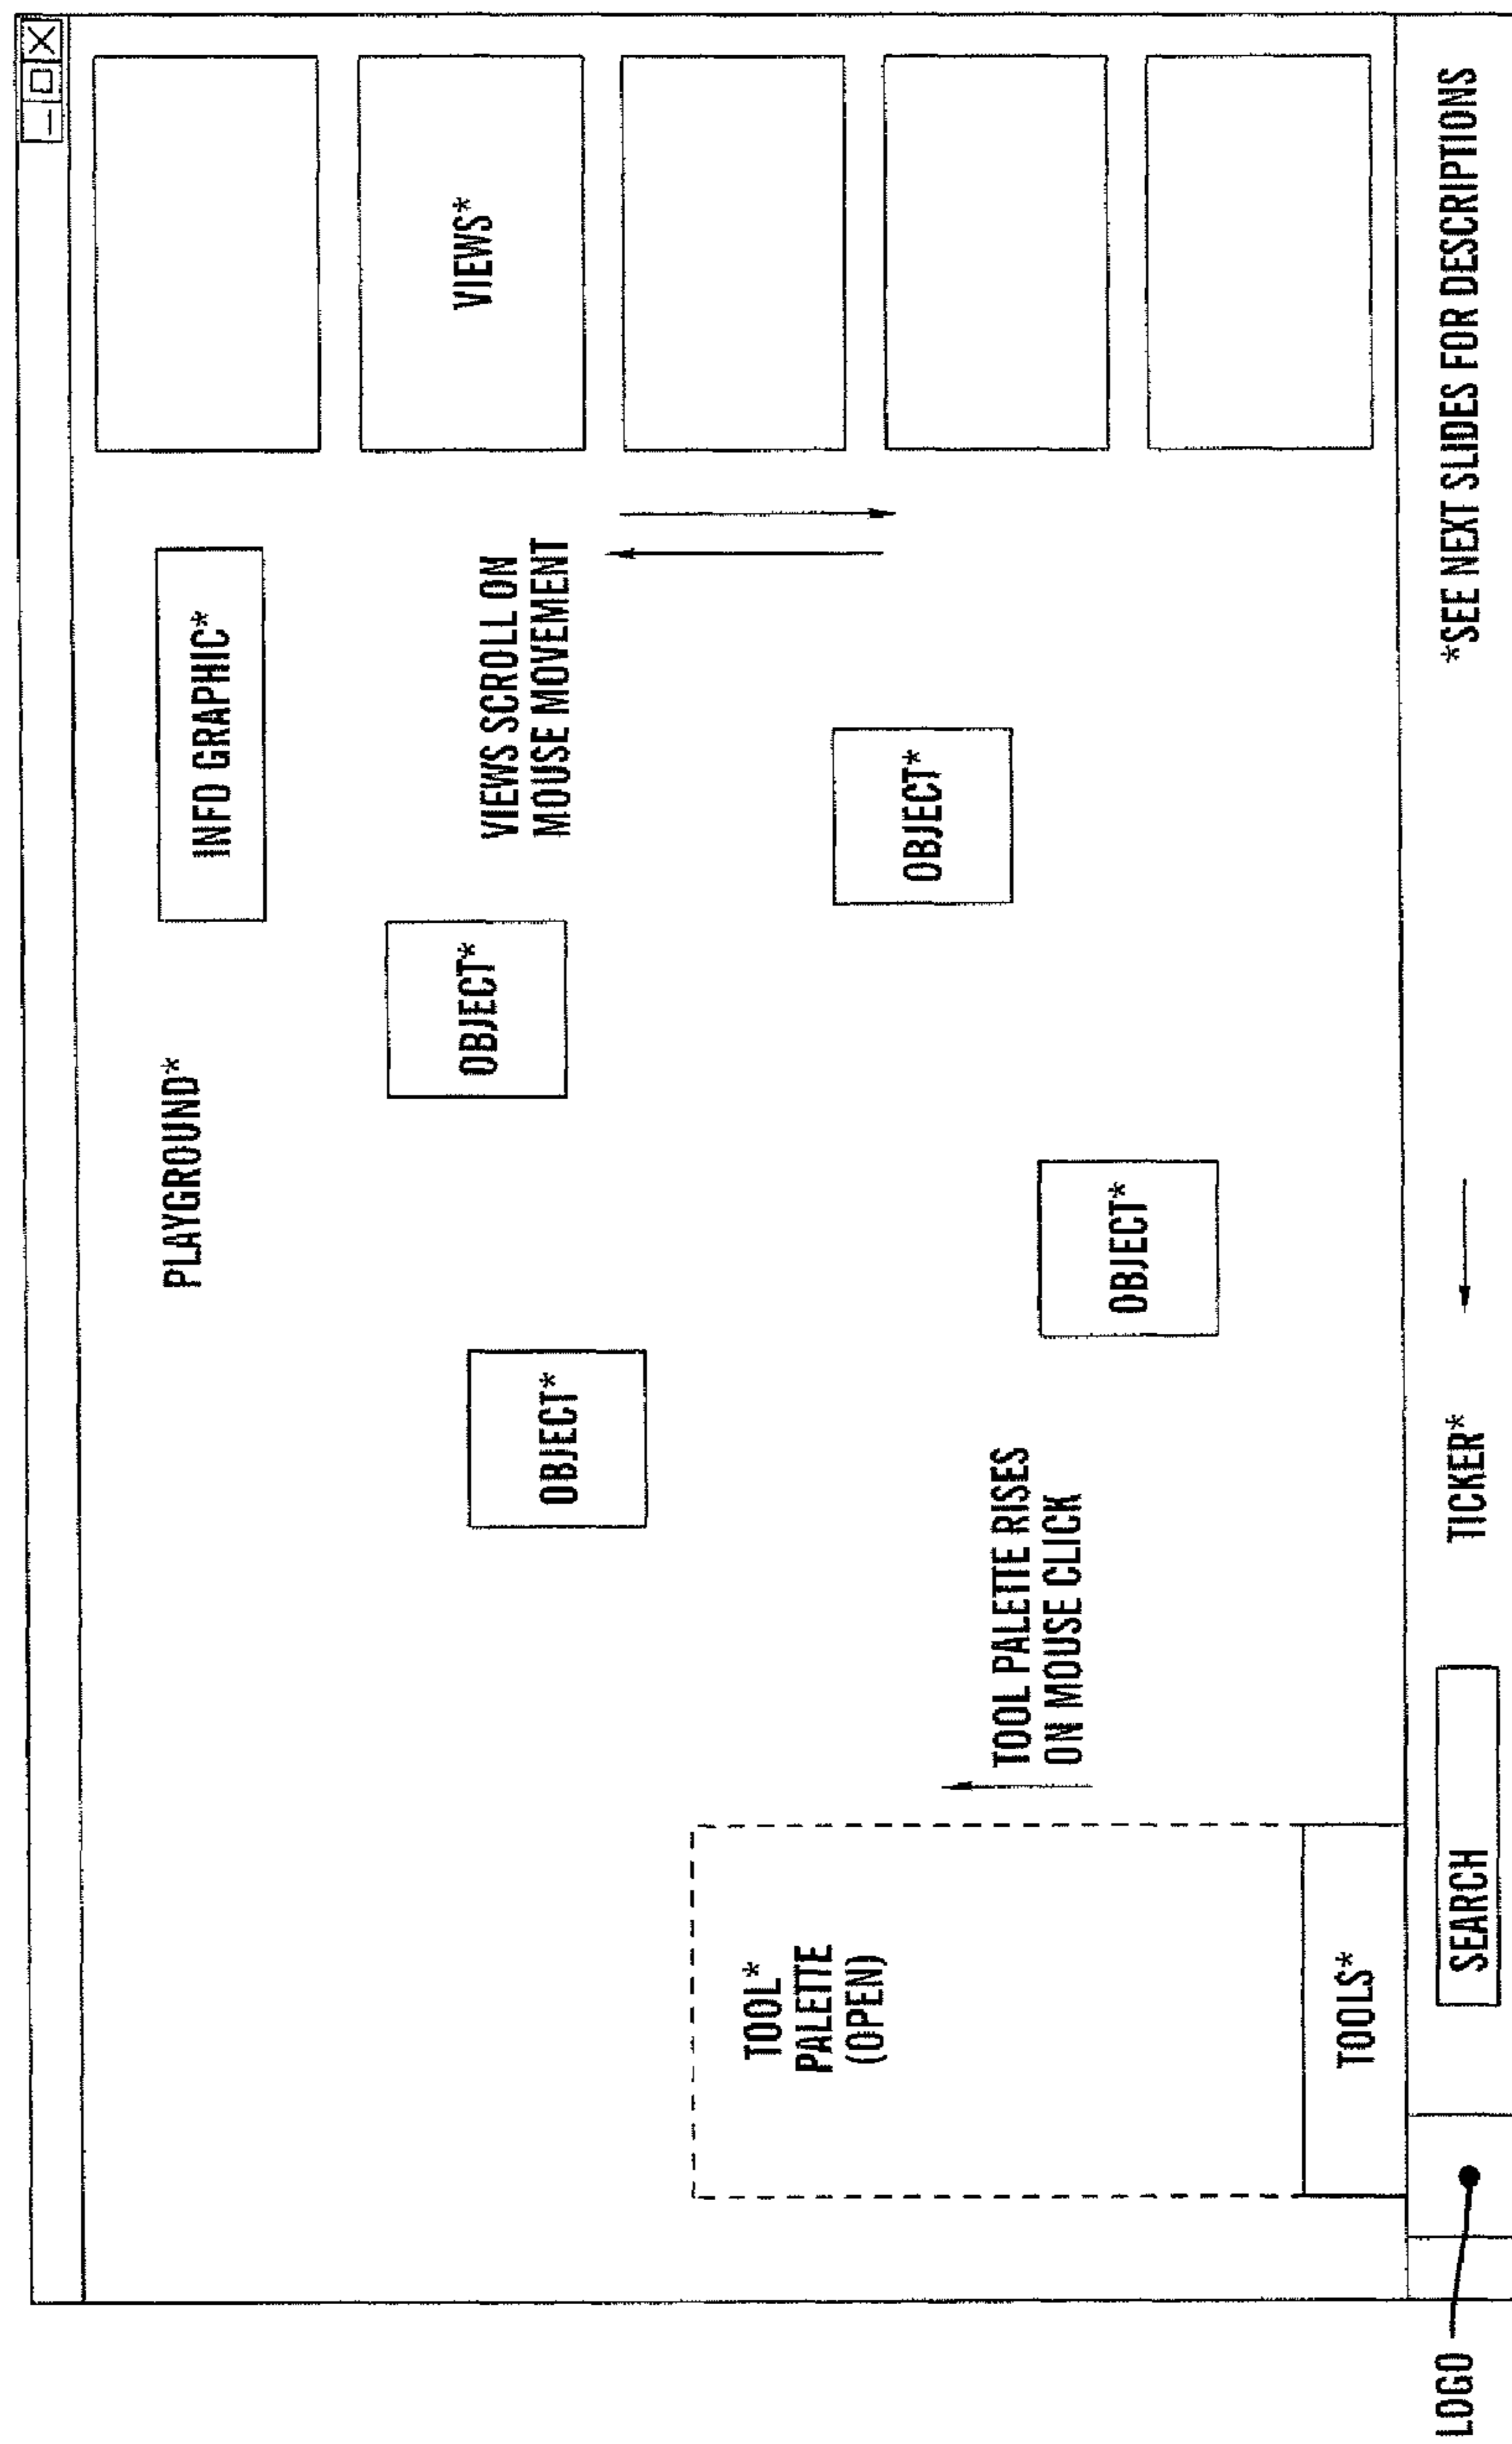 PLAYGROUND*
INFO GRAPHIC*
VIEWS*
OBJECT*
VIEWS SCROLL ON
MOUSE MOVEMENT
OBJECT*
OBJECT*
OBJECT*
TOOL*
PALETTE
(OPEN)
TOOL PALETTE RISES
ON MOUSE CLICK
TOOLS*
LOGO
SEARCH
TICKER*
*SEE NEXT SLIDES FOR DESCRIPTIONS